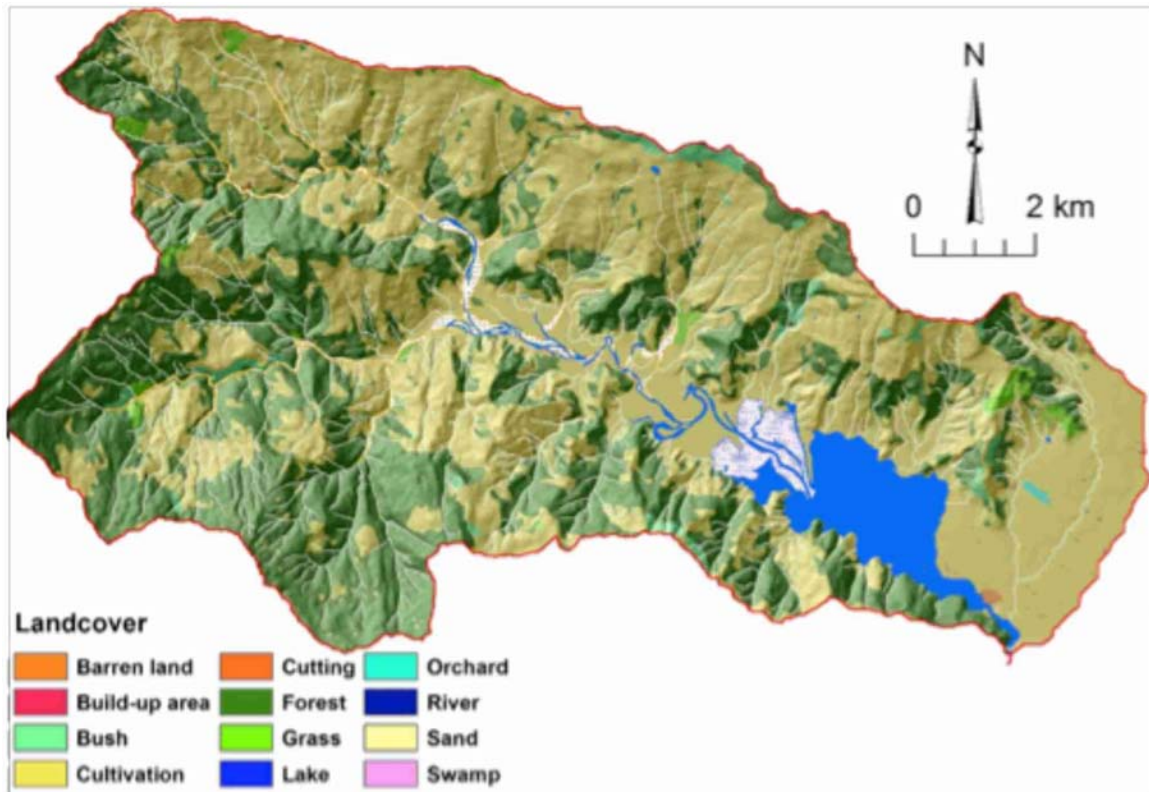 N
0 2 km
Landcover
Barren land Cutting Orchard
Build-up area Forest River
Bush Grass Sand
Cultivation Lake Swamp